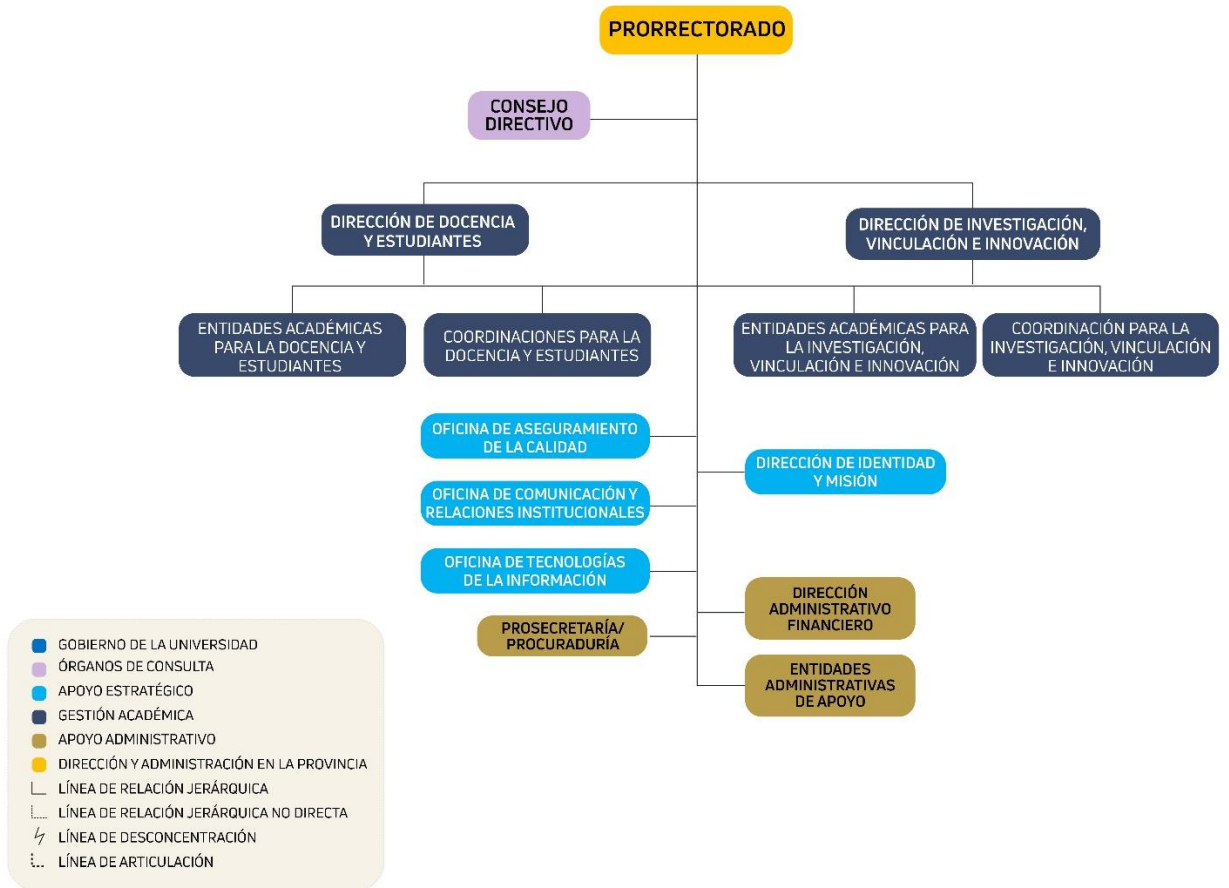 PRORRECTORADO
CONSEJO
DIRECTIVO
DIRECCIÓN DE DOCENCIA
Y ESTUDIANTES
DIRECCIÓN DE INVESTIGACIÓN,
VINCULACIÓN E INNOVACIÓN
ENTIDADES ACADÉMICAS
PARA LA DOCENCIA Y
ESTUDIANTES
COORDINACIONES PARA LA
DOCENCIA Y ESTUDIANTES
ENTIDADES ACADÉMICAS PARA
LA INVESTIGACIÓN,
VINCULACIÓN E INNOVACIÓN
COORDINACIÓN PARA LA
INVESTIGACIÓN, VINCULACIÓN
E INNOVACIÓN
OFICINA DE ASEGURAMIENTO
DE LA CALIDAD
DIRECCIÓN DE IDENTIDAD
Y MISIÓN
OFICINA DE COMUNICACIÓN Y
RELACIONES INSTITUCIONALES
OFICINA DE TECNOLOGÍAS
DE LA INFORMACIÓN
DIRECCIÓN
ADMINISTRATIVO
FINANCIERO
PROSECRETARÍA/
PROCURADURÍA
ENTIDADES
ADMINISTRATIVAS
DE APOYO
GOBIERNO DE LA UNIVERSIDAD
ÓRGANOS DE CONSULTA
APOYO ESTRATÉGICO
GESTIÓN ACADÉMICA
APOYO ADMINISTRATIVO
DIRECCIÓN Y ADMINISTRACIÓN EN LA PROVINCIA
LÍNEA DE RELACIÓN JERÁRQUICA
LÍNEA DE RELACIÓN JERÁRQUICA NO DIRECTA
LÍNEA DE DESCONCENTRACIÓN
LÍNEA DE ARTICULACIÓN